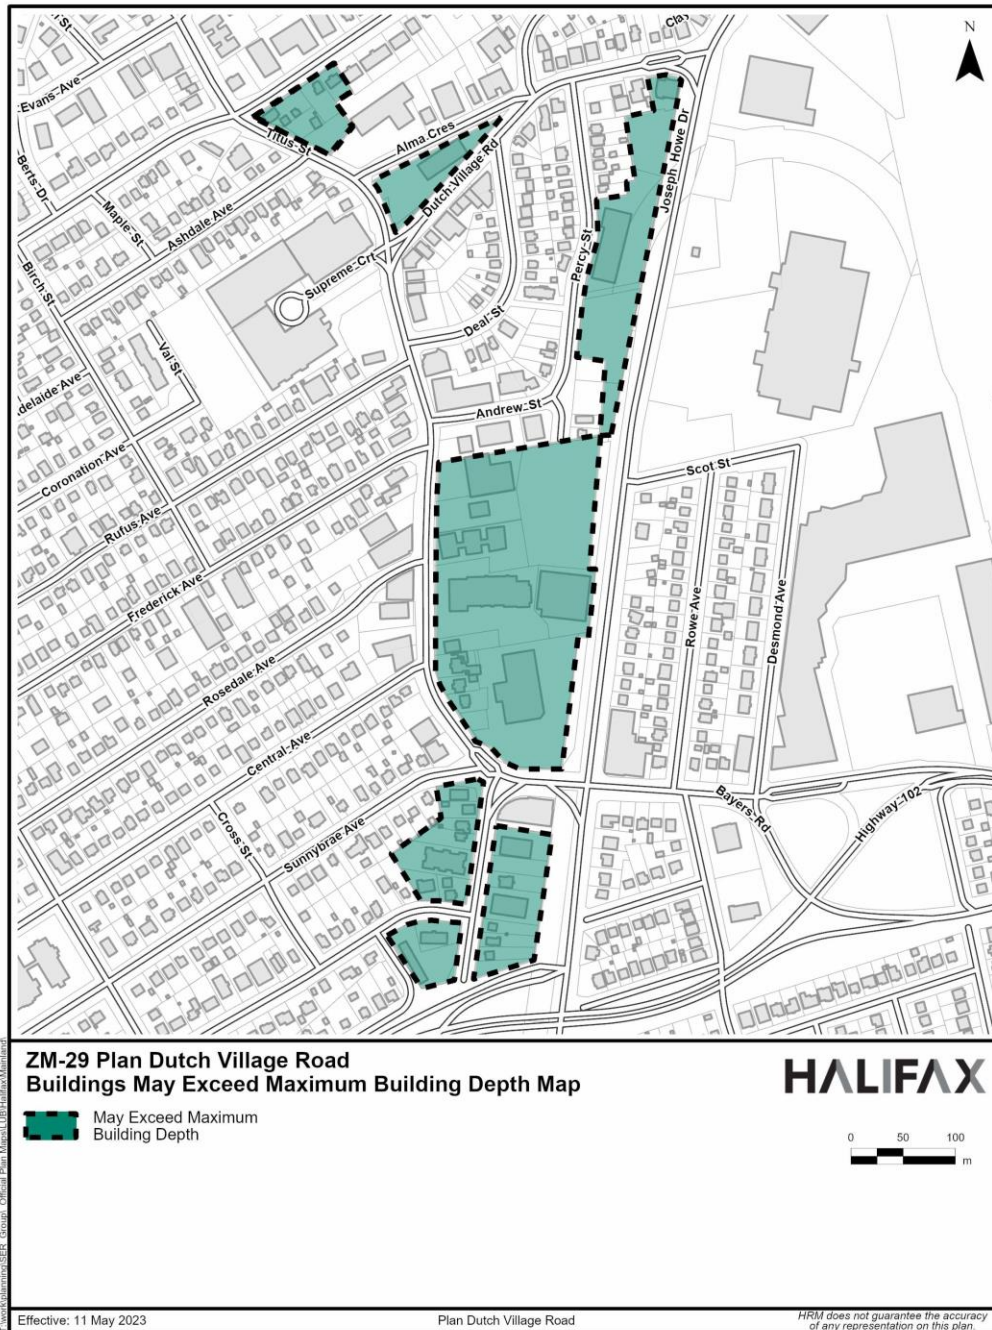 N
Evans Ave
Berts Dr
Titus St
Alma Cres
Dutch Village Rd
Joseph Howe Dr
Maple St
Ashdale Ave
Birch St
Supreme Crt
Percy St
Deal St
Val St
Andrew St
Coronation Ave
Scot St
Rufus Ave
Frederick Ave
Rowe Ave
Desmond Ave
Rosedale Ave
Central Ave
Cross St
Sunnybrae Ave
Bayers Rd
Highway 102
ZM-29 Plan Dutch Village Road
Buildings May Exceed Maximum Building Depth Map
HALIFAX
May Exceed Maximum
Building Depth
0 50 100
m
Effective: 11 May 2023
Plan Dutch Village Road
HRM does not guarantee the accuracy
of any representation on this plan.